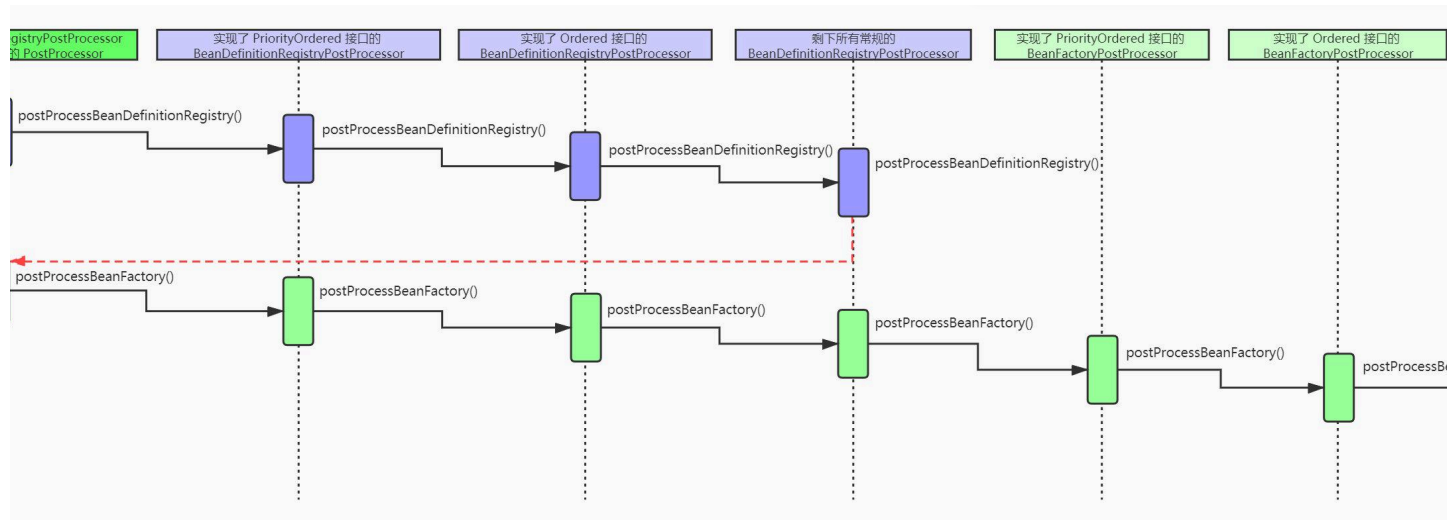 gistryPostProcessor
的 PostProcessor
实现了 PriorityOrdered 接口的
BeanDefinitionRegistryPostProcessor
实现了 Ordered 接口的
BeanDefinitionRegistryPostProcessor
剩下所有常规的
BeanDefinitionRegistryPostProcessor
实现了 PriorityOrdered 接口的
BeanFactoryPostProcessor
实现了 Ordered 接口的
BeanFactoryPostProcessor
postProcessBeanDefinitionRegistry()
postProcessBeanDefinitionRegistry()
postProcessBeanDefinitionRegistry()
postProcessBeanDefinitionRegistry()
postProcessBeanFactory()
postProcessBeanFactory()
postProcessBeanFactory()
postProcessBeanFactory()
postProcessBeanFactory()
postProcessBe